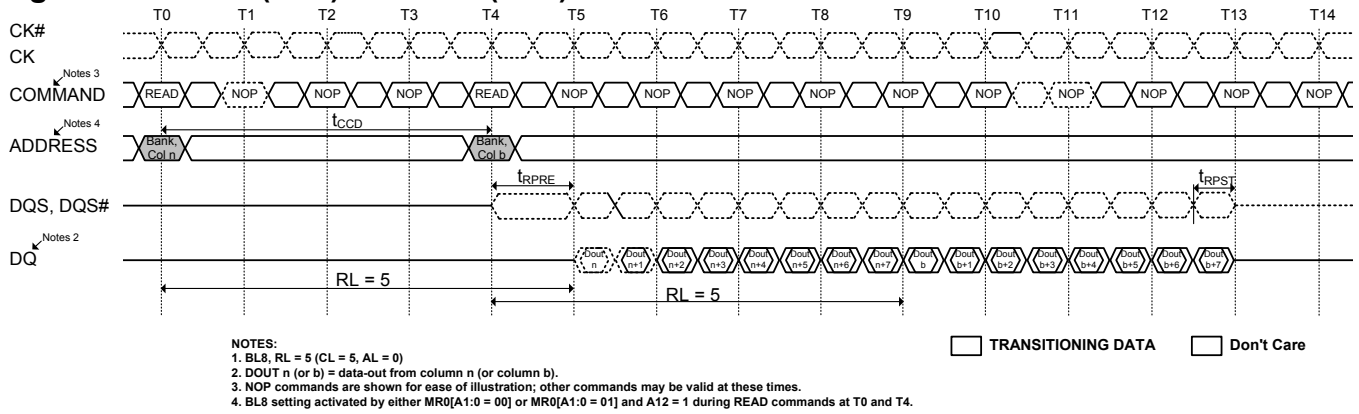 T0 T1 T2 T3 T4 T5 T6 T7 T8 T9 T10 T11 T12 T13 T14
CK#
CK
Notes 3
COMMAND READ NOP NOP NOP READ NOP NOP NOP NOP NOP NOP NOP NOP NOP NOP
tCCD
Notes 4
ADDRESS
Bank, Col n
Bank, Col b
tRPRE
tRPST
DQS, DQS#
Notes 2
DQ
Dout n
Dout n+1
Dout n+2
Dout n+3
Dout n+4
Dout n+5
Dout n+6
Dout n+7
Dout b
Dout b+1
Dout b+2
Dout b+3
Dout b+4
Dout b+5
Dout b+6
Dout b+7
RL = 5
RL = 5
NOTES:
1. BL8, RL = 5 (CL = 5, AL = 0)
2. DOUT n (or b) = data-out from column n (or column b).
3. NOP commands are shown for ease of illustration; other commands may be valid at these times.
4. BL8 setting activated by either MR0[A1:0 = 00] or MR0[A1:0 = 01] and A12 = 1 during READ commands at T0 and T4.
TRANSITIONING DATA
Don't Care